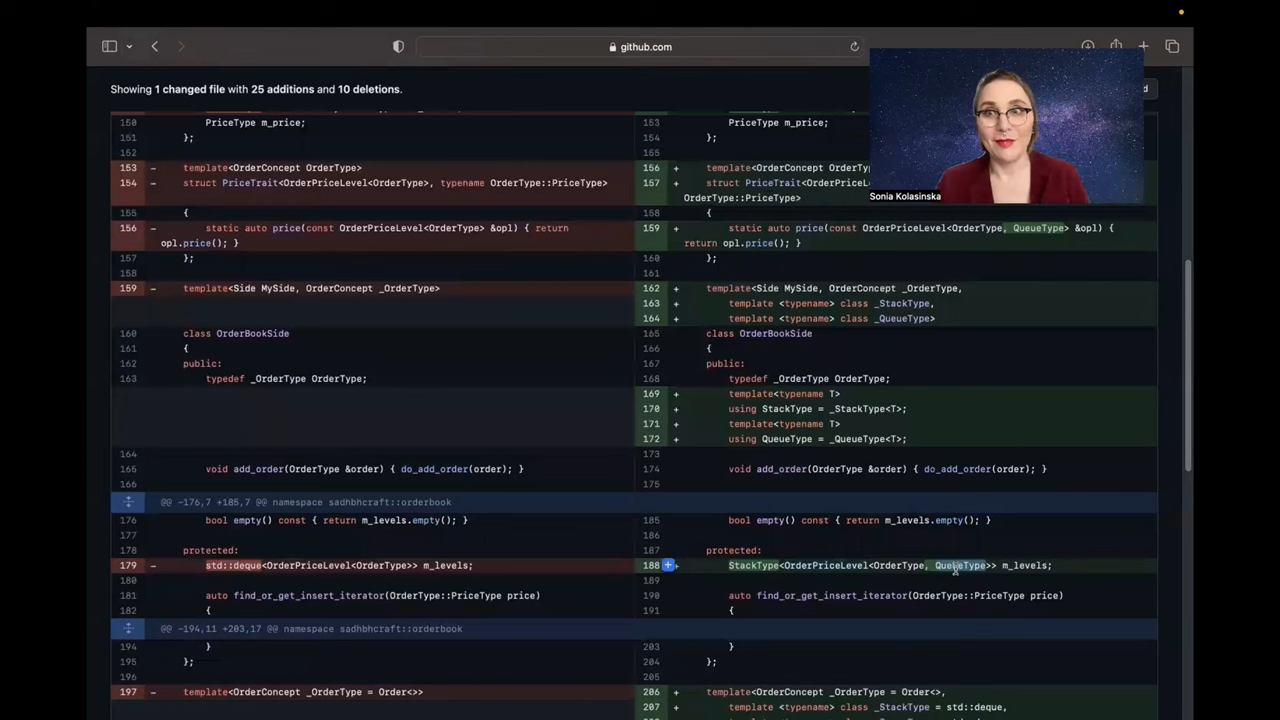 github.com
Showing 1 changed file with 25 additions and 10 deletions.
Sonia Kolasinska
150 PriceType m_price;
151 };
152
153 - template<OrderConcept OrderType>
154 - struct PriceTrait<OrderPriceLevel<OrderType>, typename OrderType::PriceType>
155 {
156 - static auto price(const OrderPriceLevel<OrderType> &opl) { return
opl.price(); }
157 };
158
159 - template<Side MySide, OrderConcept _OrderType>
160 class OrderBookSide
161 {
162 public:
163 typedef _OrderType OrderType;
164
165 void add_order(OrderType &order) { do_add_order(order); }
166
@@ -176,7 +185,7 @@ namespace sadhbhcraft::orderbook
176 bool empty() const { return m_levels.empty(); }
177
178 protected:
179 - std::deque<OrderPriceLevel<OrderType>> m_levels;
180
181 auto find_or_get_insert_iterator(OrderType::PriceType price)
182 {
@@ -194,11 +203,17 @@ namespace sadhbhcraft::orderbook
194 }
195 };
196
197 - template<OrderConcept _OrderType = Order<>>
153 PriceType m_price;
154 };
155
156 + template<OrderConcept OrderTy
157 + struct PriceTrait<OrderPriceL
OrderType::PriceType>
158 {
159 + static auto price(const OrderPriceLevel<OrderType, QueueType> &opl) {
return opl.price(); }
160 };
161
162 + template<Side MySide, OrderConcept _OrderType,
163 + template <typename> class _StackType,
164 + template <typename> class _QueueType>
165 class OrderBookSide
166 {
167 public:
168 typedef _OrderType OrderType;
169 + template<typename T>
170 + using StackType = _StackType<T>;
171 + template<typename T>
172 + using QueueType = _QueueType<T>;
173
174 void add_order(OrderType &order) { do_add_order(order); }
175
185 bool empty() const { return m_levels.empty(); }
186
187 protected:
188 + StackType<OrderPriceLevel<OrderType, QueueType>> m_levels;
189
190 auto find_or_get_insert_iterator(OrderType::PriceType price)
191 {
203 }
204 };
205
206 + template<OrderConcept _OrderType = Order<>,
207 + template <typename> class _StackType = std::deque,